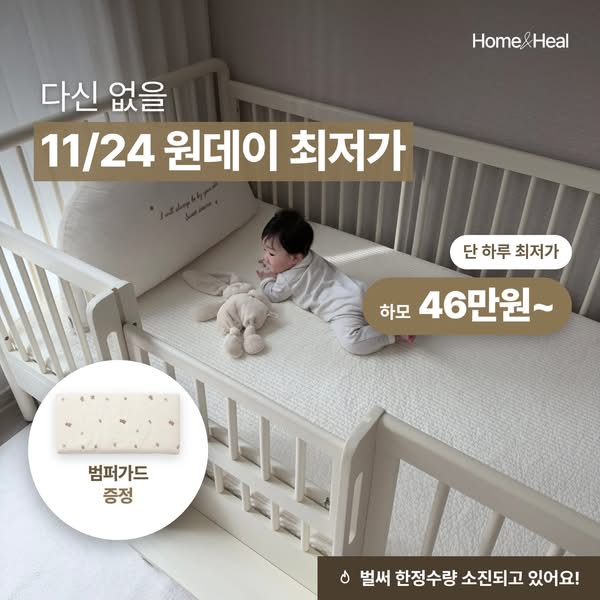 Home&Heal
다신 없을
11/24 원데이 최저가
단 하루 최저가
하모 46만원~
범퍼가드
증정
벌써 한정수량 소진되고 있어요!